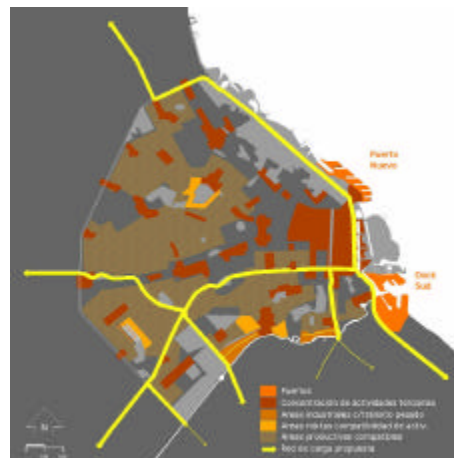 Puerto
Nuevo
Dock
Sud
N
Puertos
Concentración de actividades terciarias
Areas industriales c/tránsito pesado
Areas mixtas compatibilidad de activ.
Areas productivas compatibles
Red de carga propuesta